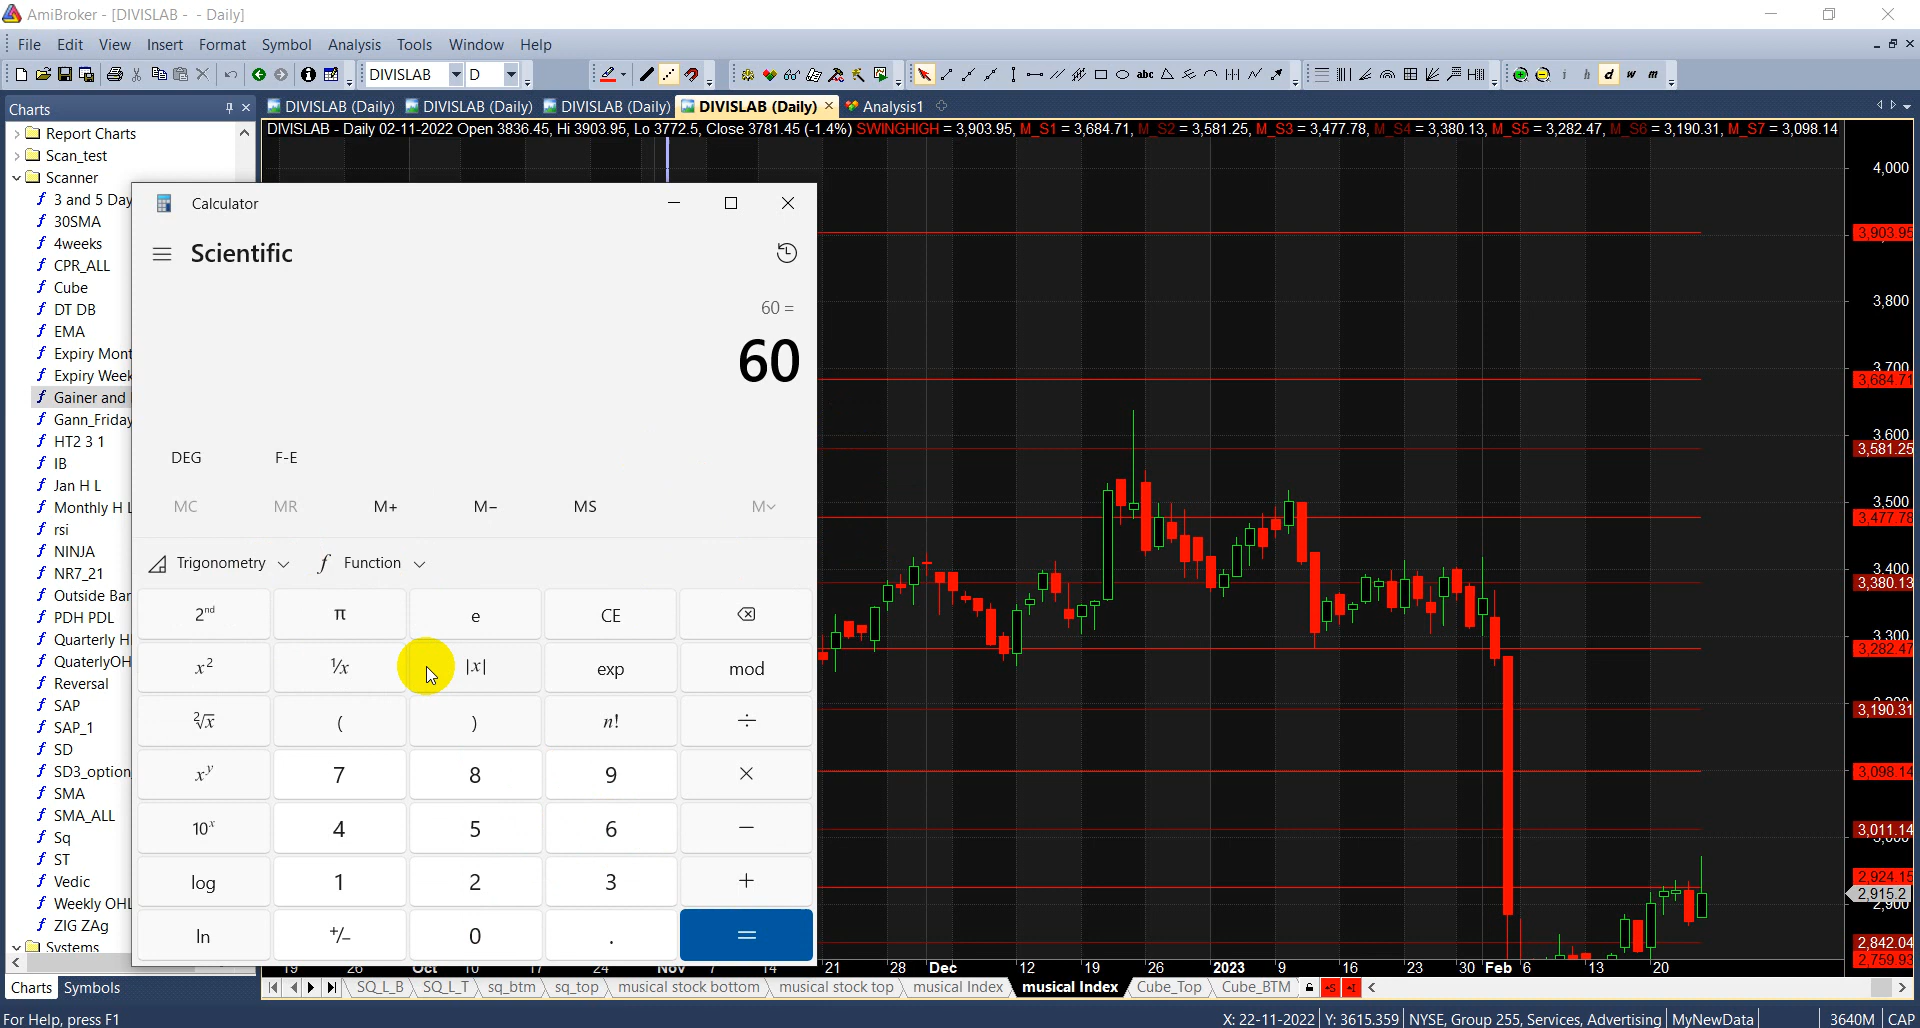 AmiBroker - [DIVISLAB - - Daily]
File Edit View Insert Format Symbol Analysis Tools Window Help
DIVISLAB D
abc
i h d w m
Charts
DIVISLAB (Daily) DIVISLAB (Daily) DIVISLAB (Daily) DIVISLAB (Daily) Analysis1
DIVISLAB - Daily 02-11-2022 Open 3836.45, Hi 3903.95, Lo 3772.5, Close 3781.45 (-1.4%) SWINGHIGH = 3,903.95, M_S1 = 3,684.71, M_S2 = 3,581.25, M_S3 = 3,477.78, M_S4 = 3,380.13, M_S5 = 3,282.47, M_S6 = 3,190.31, M_S7 = 3,098.14
Report Charts
Scan_test
Scanner
3 and 5 Day
30SMA
4weeks
CPR_ALL
Cube
DT DB
EMA
Expiry Mont
Expiry Week
Gainer and
Gann_Friday
HT2 3 1
IB
Jan H L
Monthly H L
rsi
NINJA
NR7_21
Outside Bar
PDH PDL
Quarterly H
QuaterlyOH
Reversal
SAP
SAP_1
SD
SD3_option
SMA
SMA_ALL
Sq
ST
Vedic
Weekly OHL
ZIG ZAg
Systems
Charts Symbols
Calculator
Scientific
60 =
60
DEG F-E
MC MR M+ M− MS M
Trigonometry f Function
2nd π e CE
x² ¹/x |x| exp mod
²√x ( ) n! ÷
xʸ 7 8 9 ×
10ˣ 4 5 6 −
log 1 2 3 +
ln +/− 0 . =
4,000
3,903.95
3,800
3,700
3,684.71
3,600
3,581.25
3,500
3,477.78
3,400
3,380.13
3,300
3,282.47
3,190.31
3,098.14
3,011.14
2,924.15
2,915.2
2,900
2,842.04
2,759.93
19 26 Oct 10 17 24 Nov 7 14 21 28 Dec 12 19 26 2023 9 16 23 30 Feb 6 13 20
SQ_L_B SQ_L_T sq_btm sq_top musical stock bottom musical stock top musical Index musical Index Cube_Top Cube_BTM
For Help, press F1 X: 22-11-2022 Y: 3615.359 NYSE, Group 255, Services, Advertising MyNewData 3640M CAP